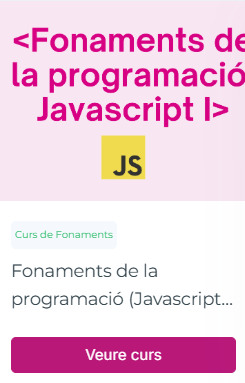 <Fonaments de
la programació
Javascript I>
JS
Curs de Fonaments
Fonaments de la
programació (Javascript...
Veure curs